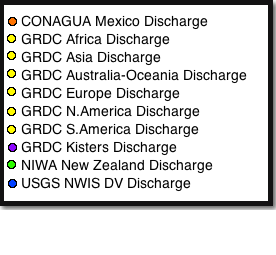 CONAGUA Mexico Discharge
GRDC Africa Discharge
GRDC Asia Discharge
GRDC Australia-Oceania Discharge
GRDC Europe Discharge
GRDC N.America Discharge
GRDC S.America Discharge
GRDC Kisters Discharge
NIWA New Zealand Discharge
USGS NWIS DV Discharge